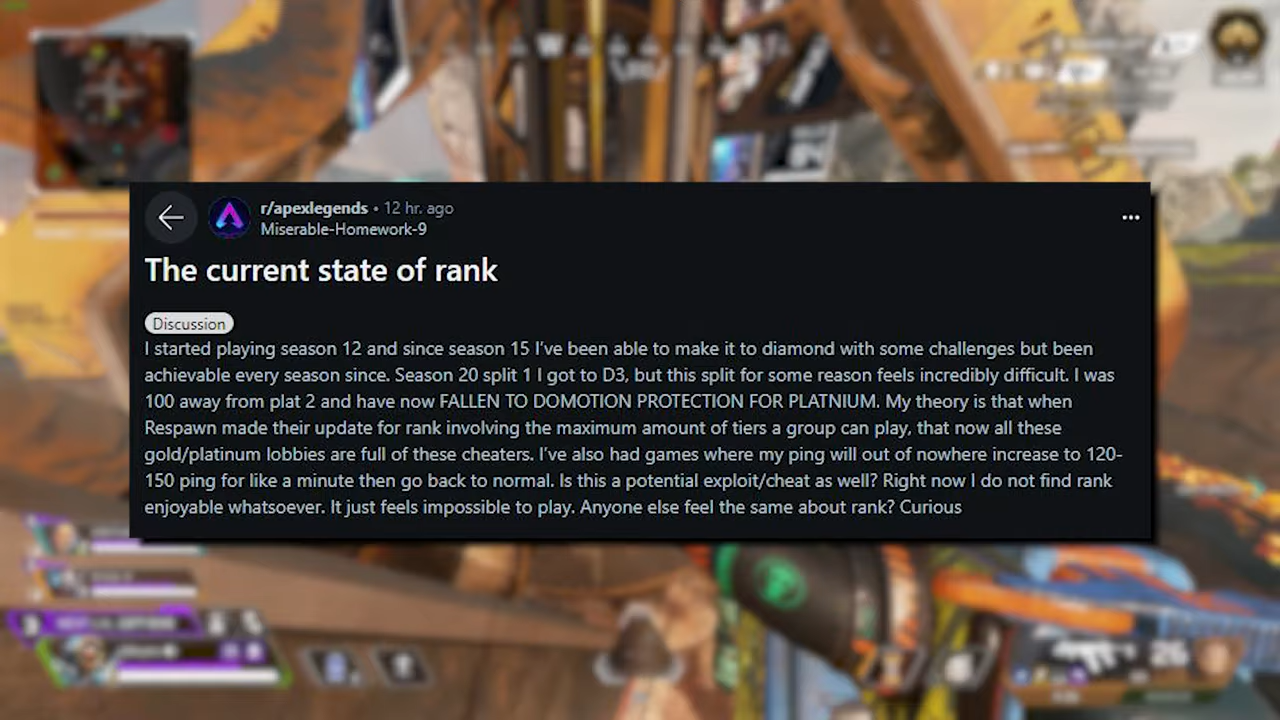 W
r/apexlegends • 12 hr. ago
Miserable-Homework-9
The current state of rank
Discussion
I started playing season 12 and since season 15 I've been able to make it to diamond with some challenges but been
achievable every season since. Season 20 split 1 I got to D3, but this split for some reason feels incredibly difficult. I was
100 away from plat 2 and have now FALLEN TO DOMOTION PROTECTION FOR PLATNIUM. My theory is that when
Respawn made their update for rank involving the maximum amount of tiers a group can play, that now all these
gold/platinum lobbies are full of these cheaters. I've also had games where my ping will out of nowhere increase to 120-
150 ping for like a minute then go back to normal. Is this a potential exploit/cheat as well? Right now I do not find rank
enjoyable whatsoever. It just feels impossible to play. Anyone else feel the same about rank? Curious
26